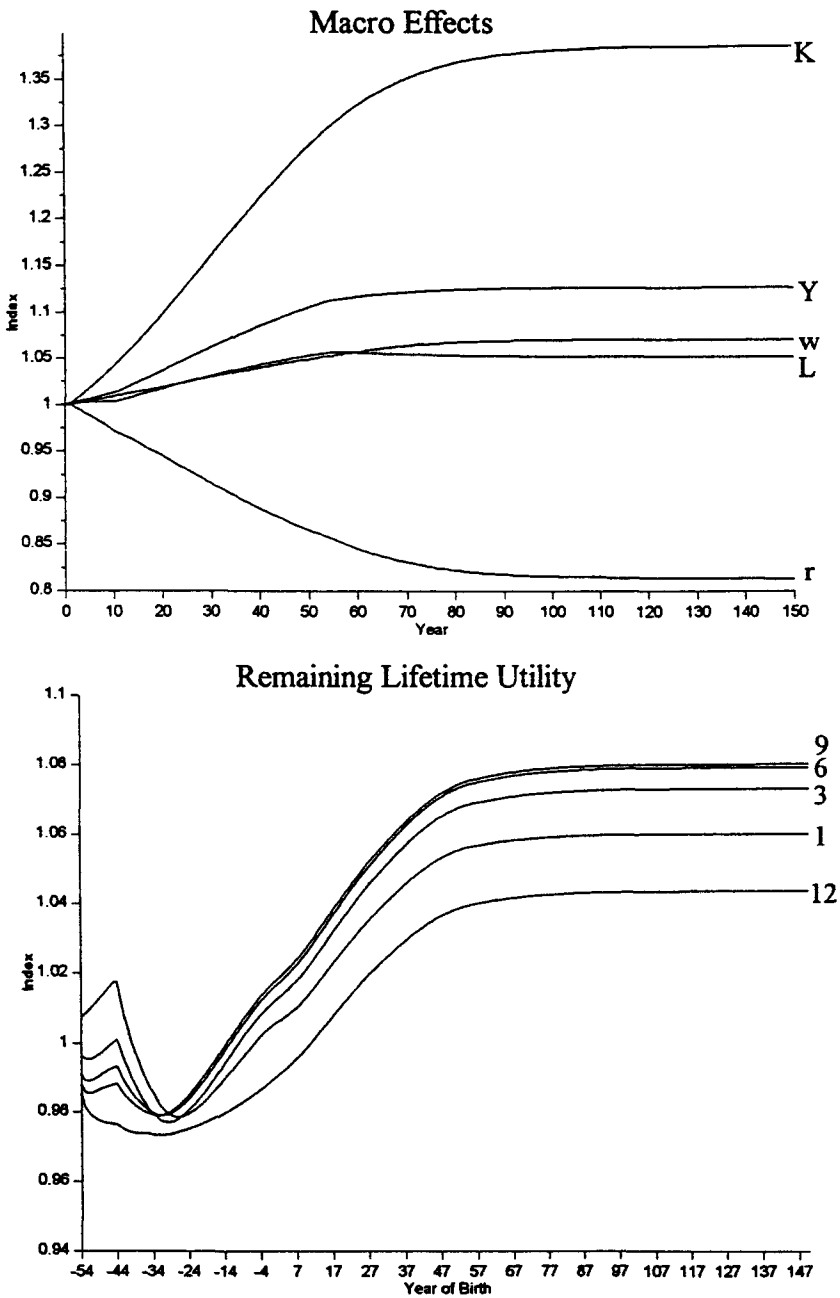 Macro Effects
1.35
1.3
1.25
1.2
1.15
1.1
1.05
1
0.95
0.9
0.85
0.8
Index
K
Y
w
L
r
0 10 20 30 40 50 60 70 80 90 100 110 120 130 140 150
Year
Remaining Lifetime Utility
1.1
1.08
1.06
1.04
1.02
1
0.98
0.96
0.94
Index
9
6
3
1
12
-54 -44 -34 -24 -14 -4 7 17 27 37 47 57 67 77 87 97 107 117 127 137 147
Year of Birth